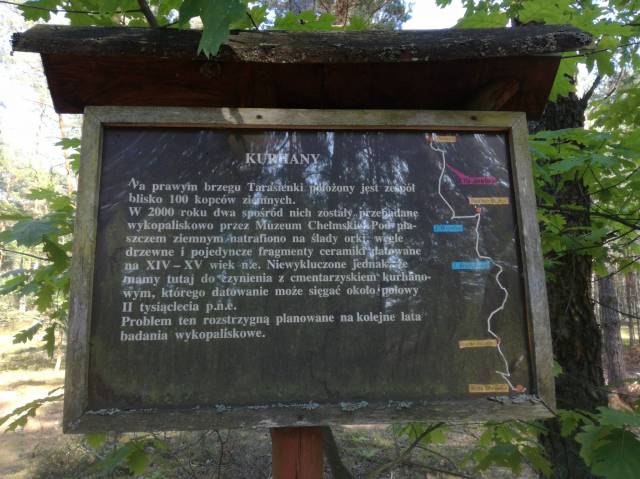 KURHANY
Na prawym brzegu Tarasienki położony jest zespół
blisko 100 kopców ziemnych.
W 2000 roku dwa spośród nich zostały przebadane
wykopaliskowo przez Muzeum Chełmskie. Pod pła-
szczem ziemnym natrafiono na ślady orki, węgle
drzewne i pojedyncze fragmenty ceramiki datowane
na XIV – XV wiek n.e. Niewykluczone jednak, że
mamy tutaj do czynienia z cmentarzyskiem kurhano-
wym, którego datowanie może sięgać około połowy
II tysiąclecia p.n.e.
Problem ten rozstrzygną planowane na kolejne lata
badania wykopaliskowe.